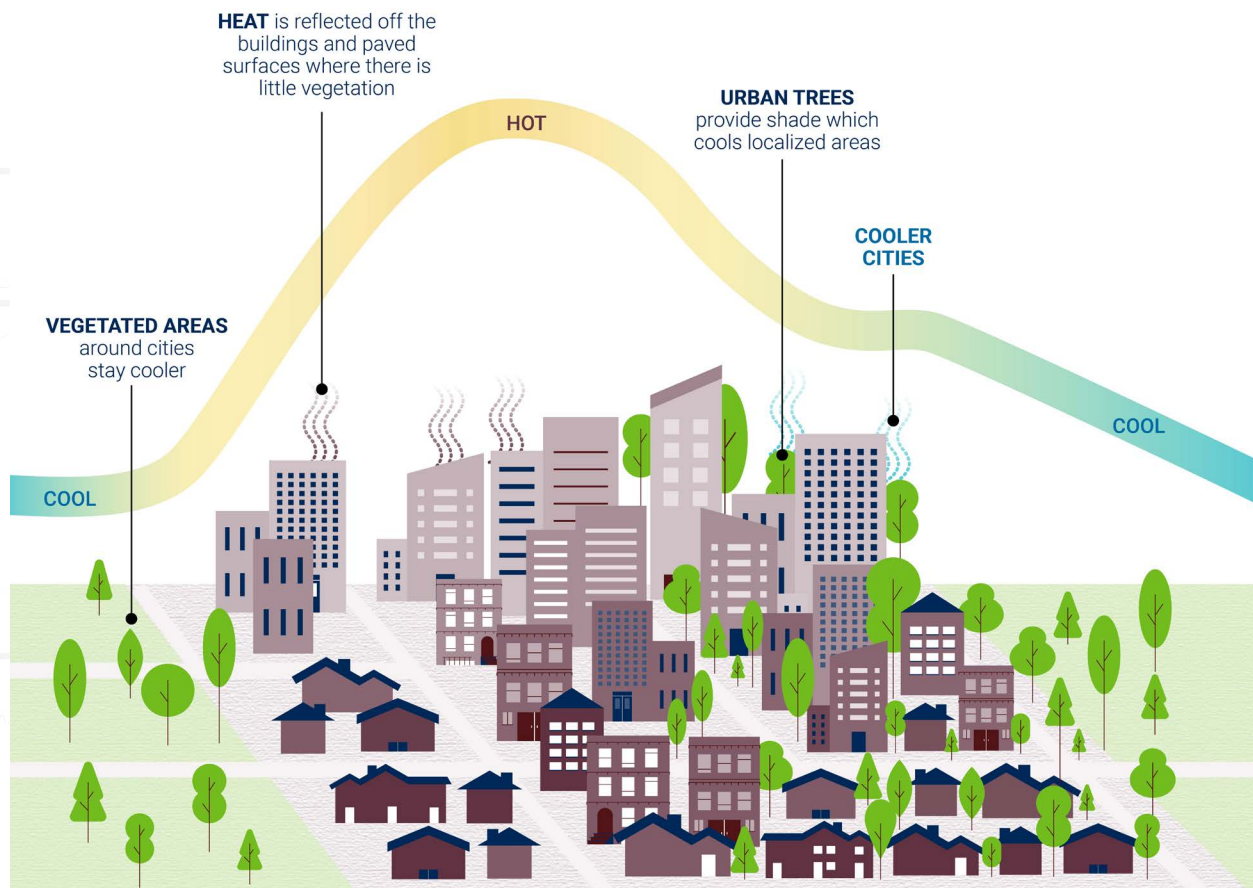 HEAT is reflected off the
buildings and paved
surfaces where there is
little vegetation
HOT
URBAN TREES
provide shade which
cools localized areas
COOLER
CITIES
VEGETATED AREAS
around cities
stay cooler
COOL
COOL